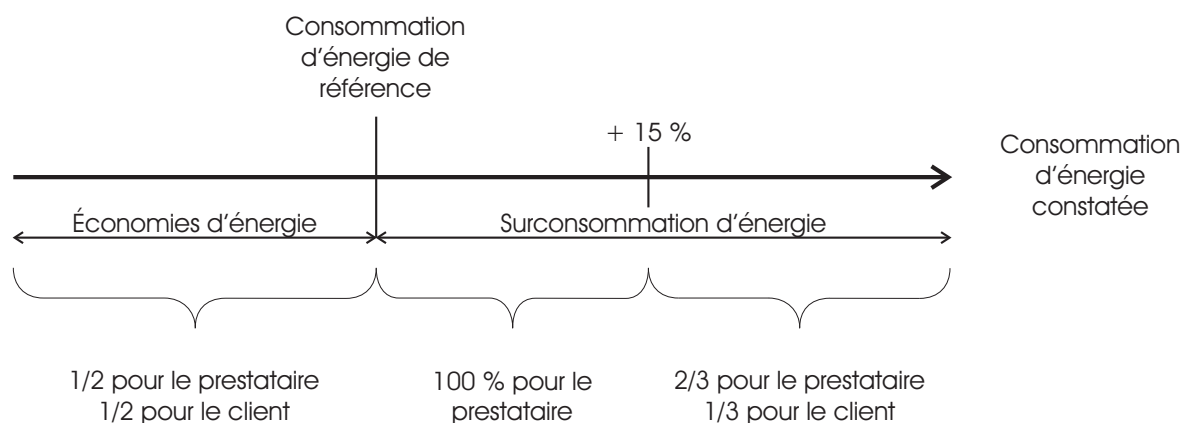 Consommation
d'énergie de
référence
+ 15 %
Consommation
d'énergie
constatée
Économies d'énergie
Surconsommation d'énergie
1/2 pour le prestataire
1/2 pour le client
100 % pour le
prestataire
2/3 pour le prestataire
1/3 pour le client